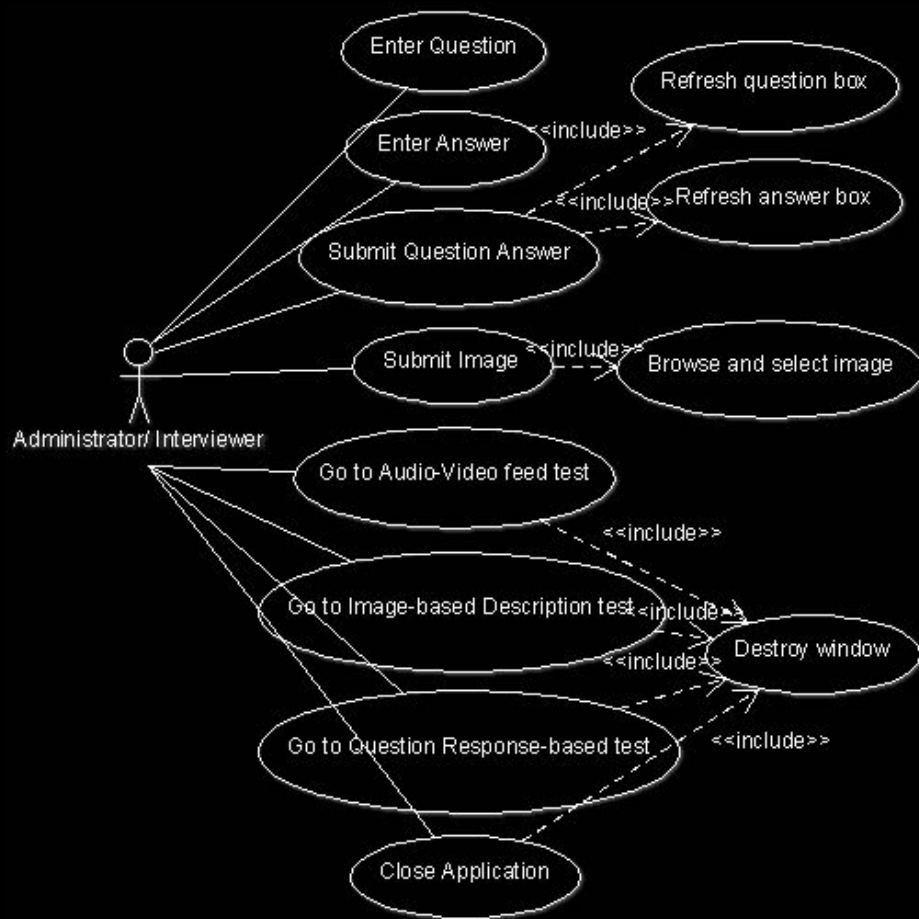 Enter Question
Refresh question box
Enter Answer
<<include>>
Refresh answer box
<<include>>
Submit Question Answer
Submit Image
<<include>>
Browse and select image
Administrator/ Interviewer
Go to Audio-Video feed test
<<include>>
Go to Image-based Description test
<<include>>
Destroy window
<<include>>
Go to Question Response-based test
<<include>>
Close Application